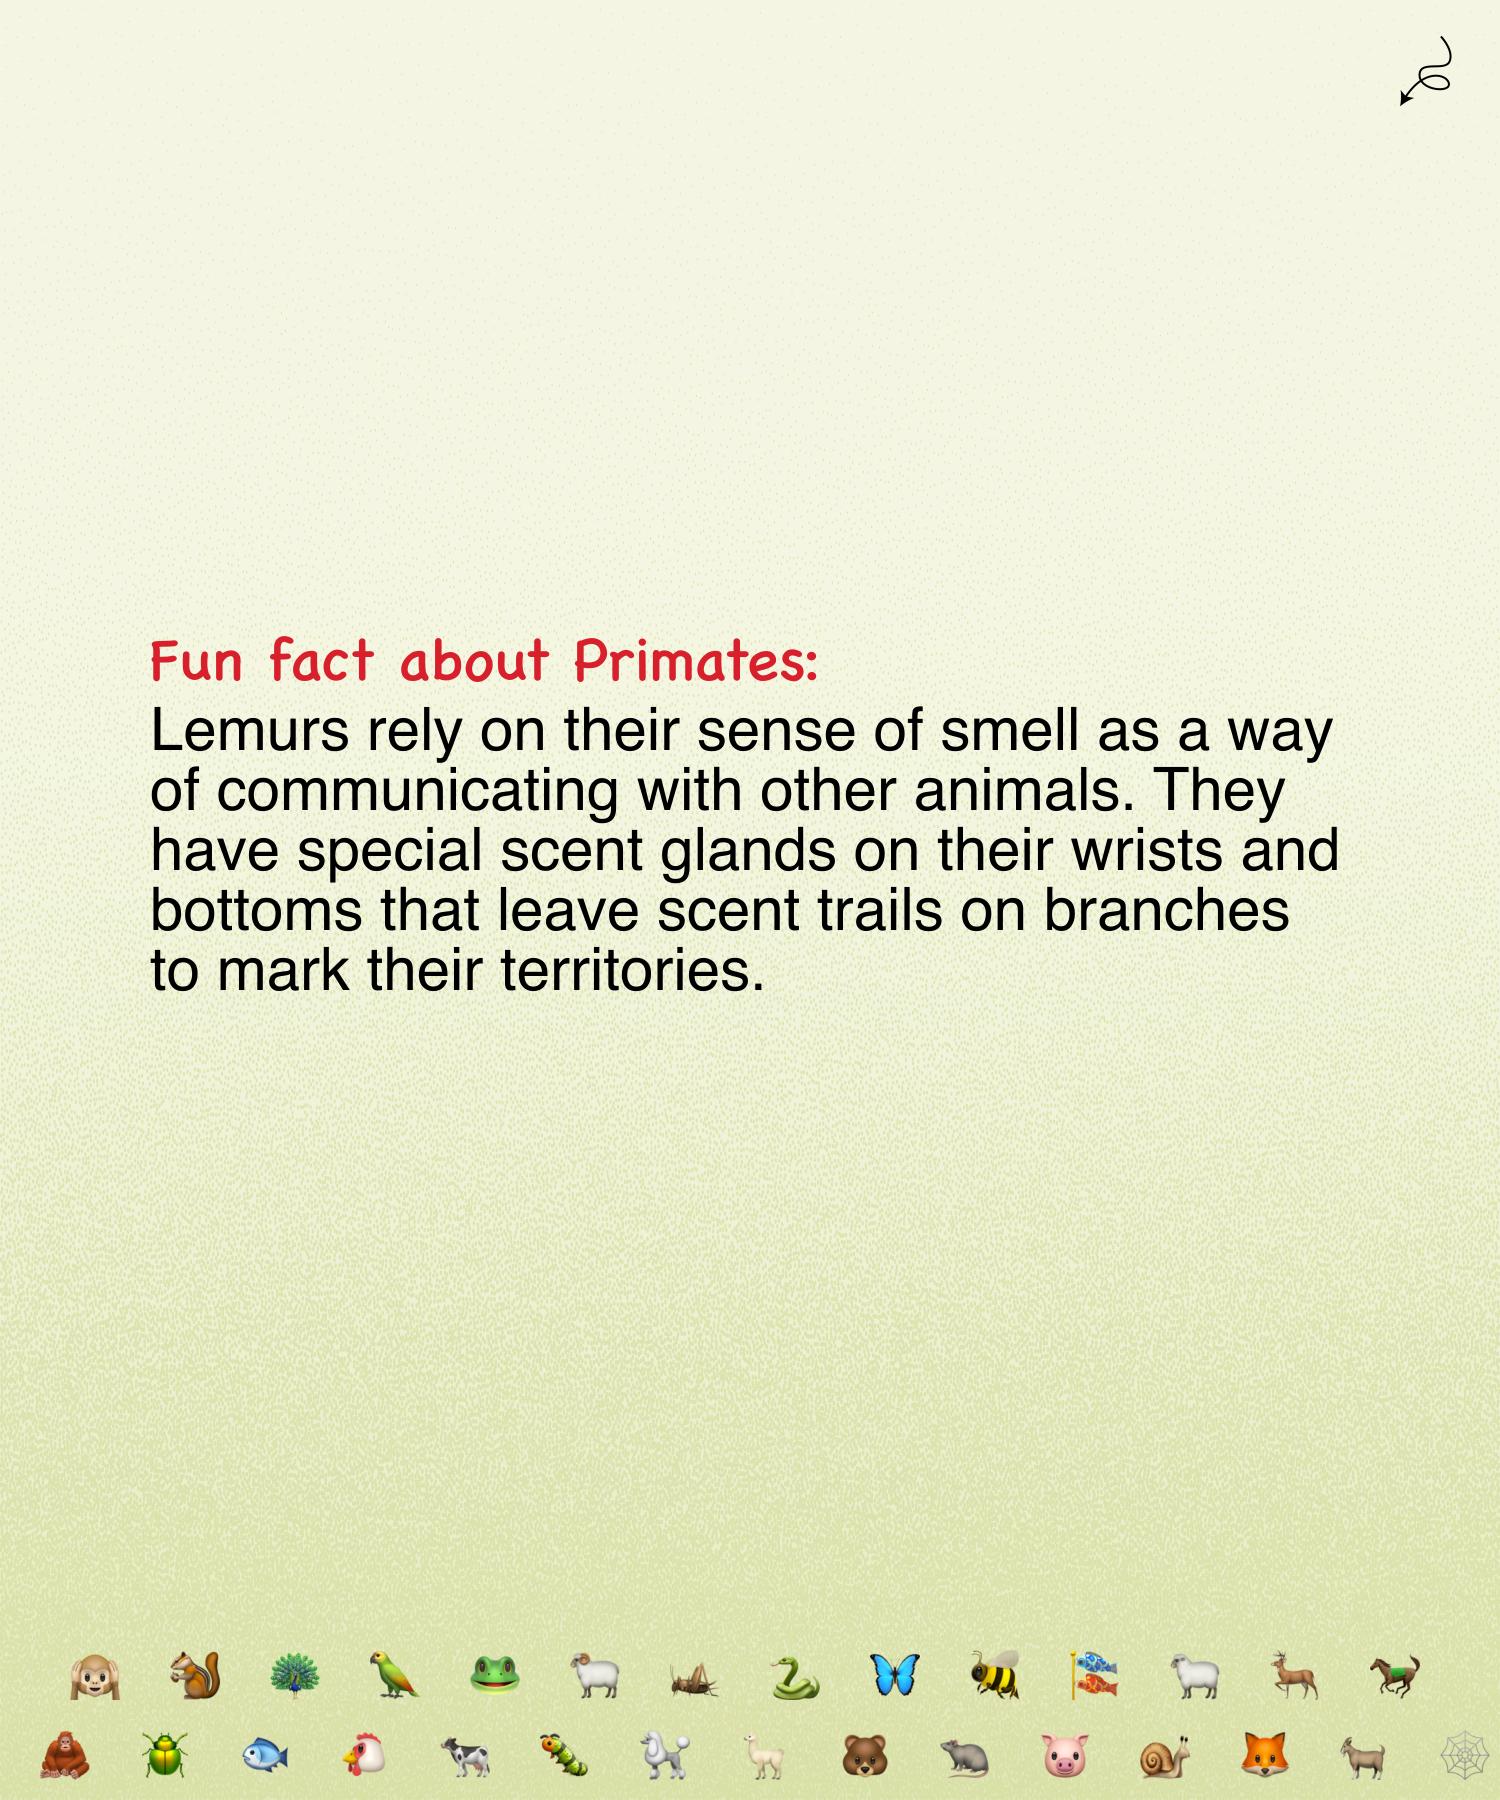 Fun fact about Primates:
Lemurs rely on their sense of smell as a way
of communicating with other animals. They
have special scent glands on their wrists and
bottoms that leave scent trails on branches
to mark their territories.